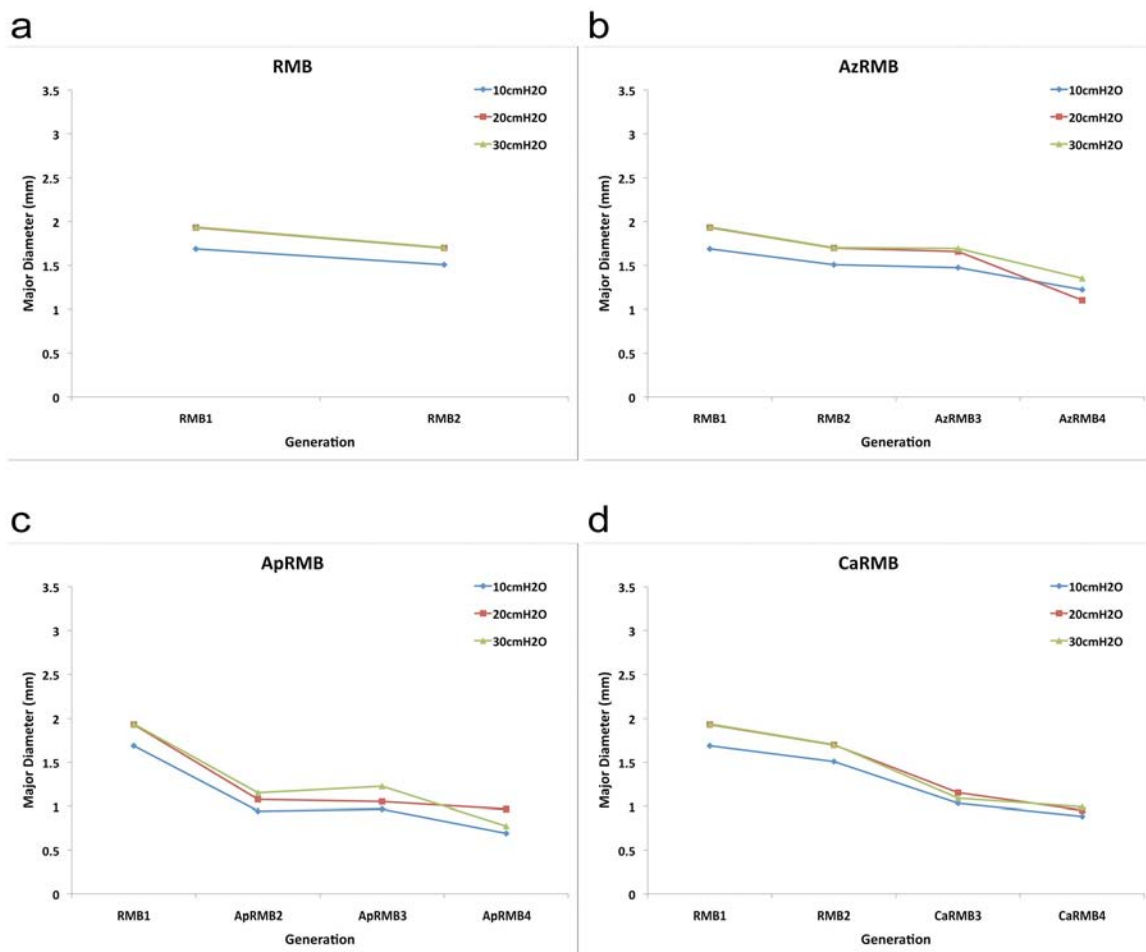 a
RMB
3.5
3
2.5
2
1.5
1
0.5
0
Major Diameter (mm)
10cmH2O
20cmH2O
30cmH2O
RMB1
RMB2
Generation
b
AzRMB
3.5
3
2.5
2
1.5
1
0.5
0
Major Diameter (mm)
10cmH2O
20cmH2O
30cmH2O
RMB1
RMB2
AzRMB3
AzRMB4
Generation
c
ApRMB
3.5
3
2.5
2
1.5
1
0.5
0
Major Diameter (mm)
10cmH2O
20cmH2O
30cmH2O
RMB1
ApRMB2
ApRMB3
ApRMB4
Generation
d
CaRMB
3.5
3
2.5
2
1.5
1
0.5
0
Major Diameter (mm)
10cmH2O
20cmH2O
30cmH2O
RMB1
RMB2
CaRMB3
CaRMB4
Generation